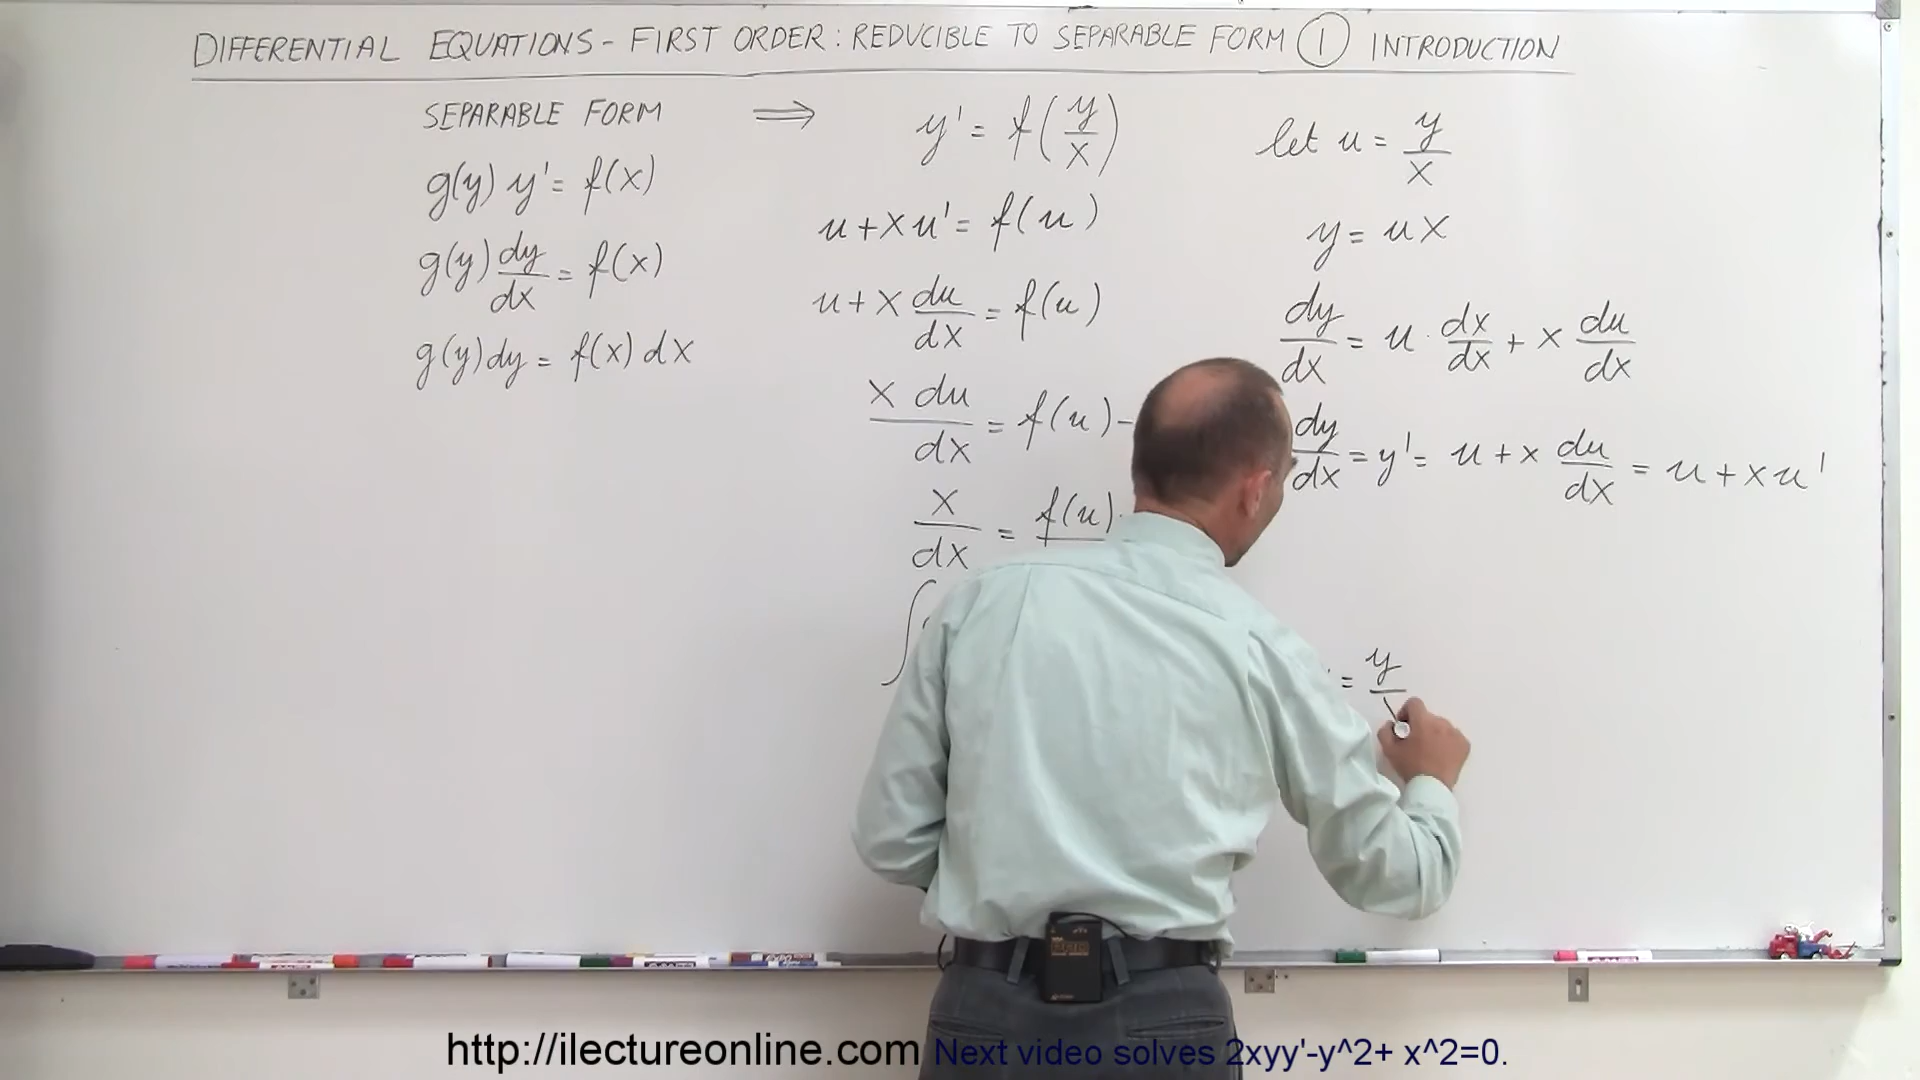 DIFFERENTIAL EQUATIONS - FIRST ORDER: REDUCIBLE TO SEPARABLE FORM ① INTRODUCTION
SEPARABLE FORM ⟹
g(y) y' = f(x)
g(y) dy/dx = f(x)
g(y) dy = f(x) dx
y' = f(y/x)
u + x u' = f(u)
u + x du/dx = f(u)
x du/dx = f(u) -
x/dx = f(u)
∫
let u = y/x
y = ux
dy/dx = u · dx/dx + x du/dx
dy/dx = y' = u + x du/dx = u + x u'
= y/
http://ilectureonline.com Next video solves 2xyy'-y^2+ x^2=0.